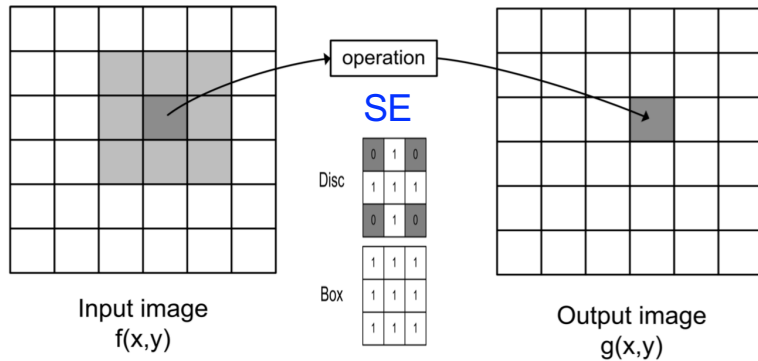 operation
SE
Disc
0 1 0
1 1 1
0 1 0
Box
1 1 1
1 1 1
1 1 1
Input image
f(x,y)
Output image
g(x,y)